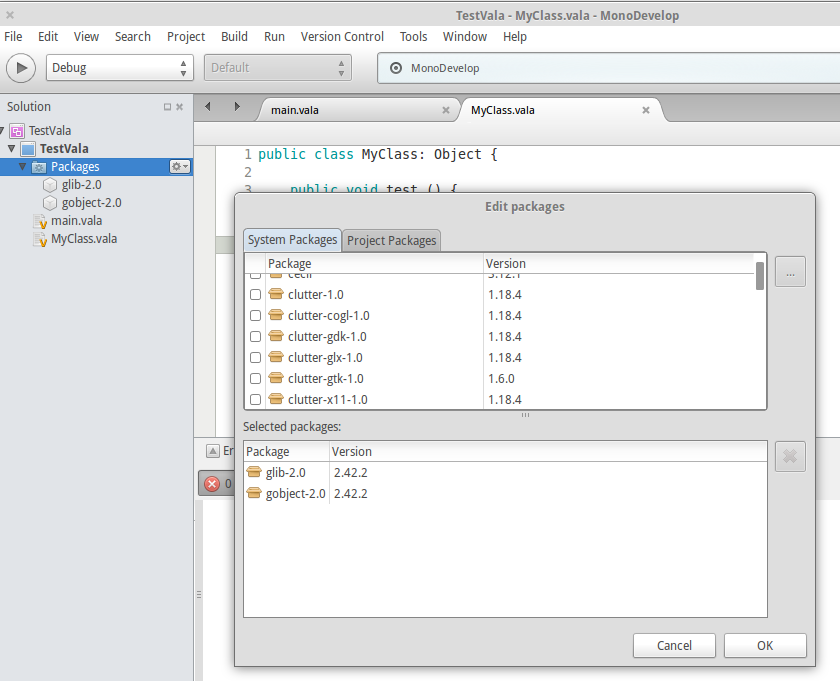 TestVala - MyClass.vala - MonoDevelop
File Edit View Search Project Build Run Version Control Tools Window Help
Debug Default MonoDevelop
Solution
main.vala MyClass.vala
TestVala
TestVala
Packages
glib-2.0
gobject-2.0
main.vala
MyClass.vala
1 public class MyClass: Object {
2
3 public void test () {
Edit packages
System Packages Project Packages
Package Version
cecil 3.12.1
clutter-1.0 1.18.4
clutter-cogl-1.0 1.18.4
clutter-gdk-1.0 1.18.4
clutter-glx-1.0 1.18.4
clutter-gtk-1.0 1.6.0
clutter-x11-1.0 1.18.4
...
Selected packages:
Package Version
glib-2.0 2.42.2
gobject-2.0 2.42.2
Er
0
Cancel OK